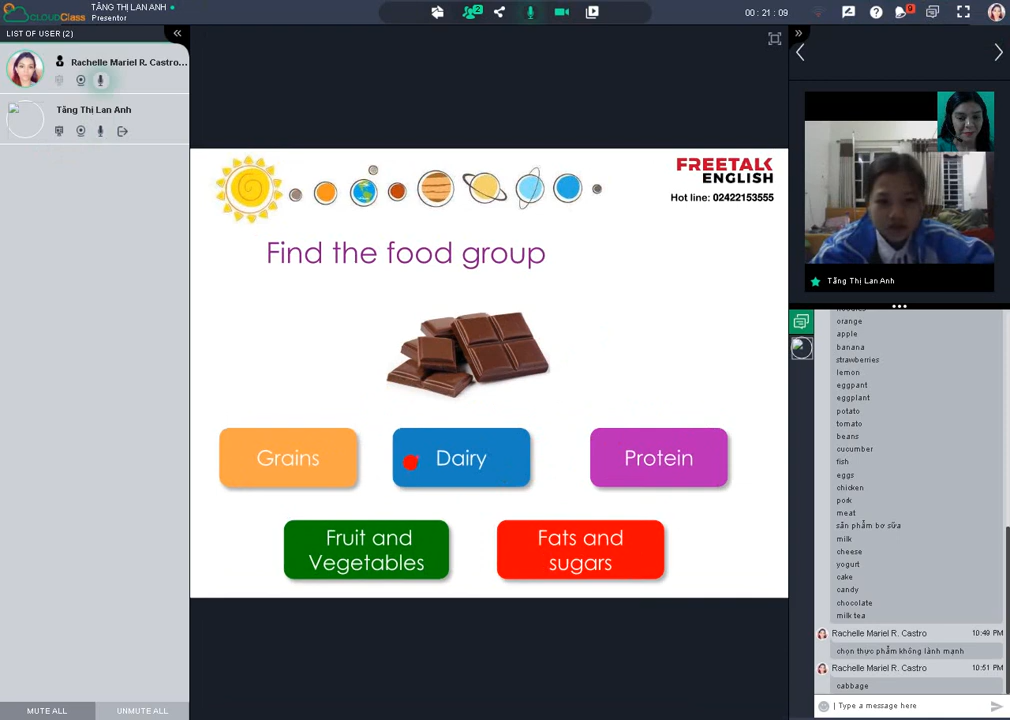 CLOUDClass
TĂNG THỊ LAN ANH
Presentor
2
00 : 21 : 09
9
LIST OF USER (2)
Rachelle Mariel R. Castro...
Tăng Thị Lan Anh
FREETALK
ENGLISH
Hot line: 02422153555
Find the food group
Grains
Dairy
Protein
Fruit and
Vegetables
Fats and
sugars
Tăng Thị Lan Anh
orange
apple
banana
strawberries
lemon
eggpant
eggplant
potato
tomato
beans
cucumber
fish
eggs
chicken
pork
meat
sản phẩm bơ sữa
milk
cheese
yogurt
cake
candy
chocolate
milk tea
Rachelle Mariel R. Castro 10:49 PM
chọn thực phẩm không lành mạnh
Rachelle Mariel R. Castro 10:51 PM
cabbage
Type a message here
MUTE ALL
UNMUTE ALL